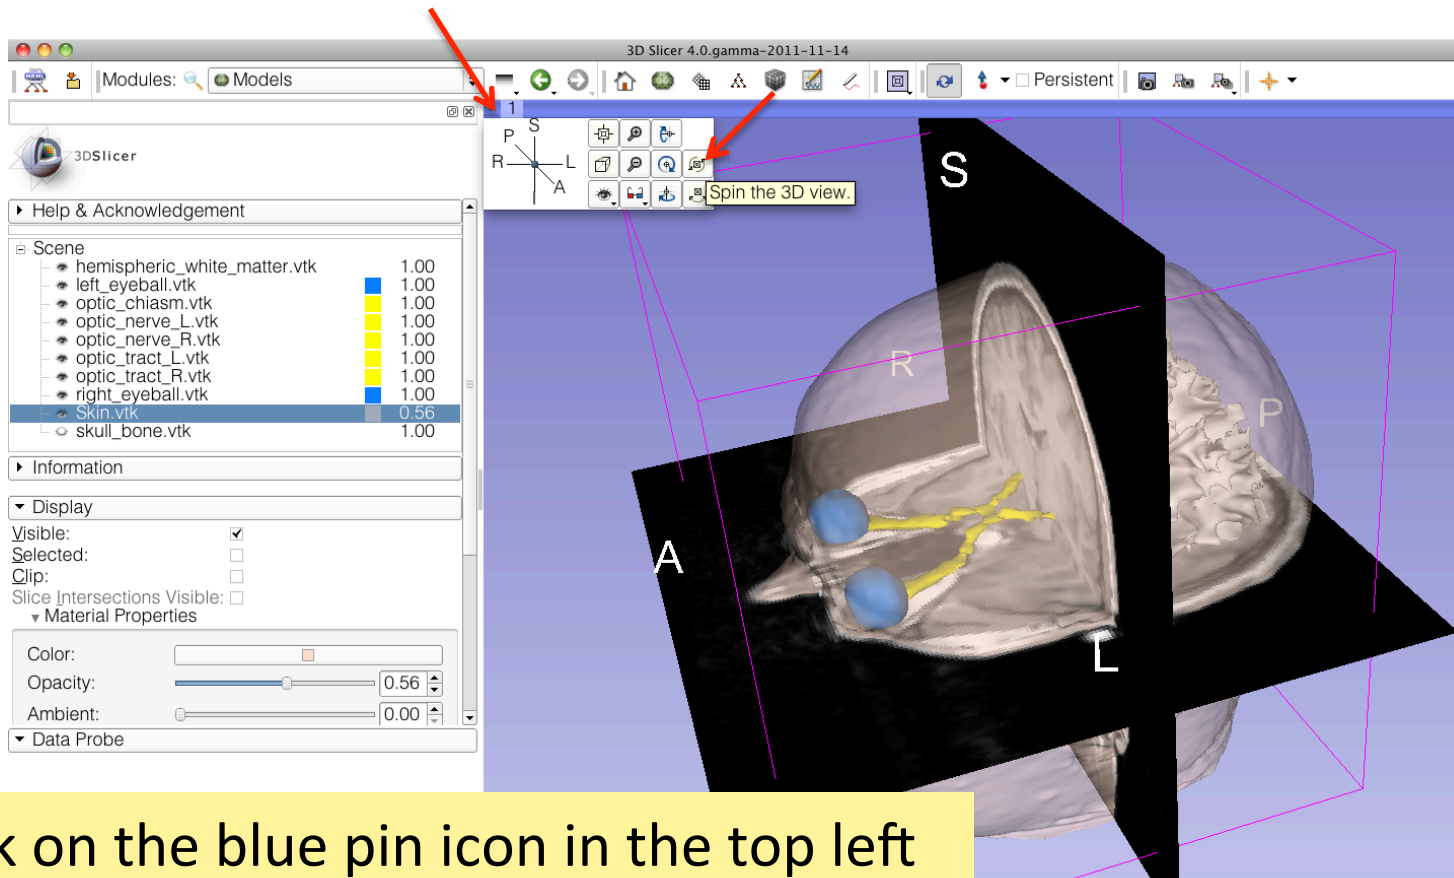 3D Slicer 4.0.gamma-2011-11-14
Modules: Models
Persistent
1
S
P
R L
A
Spin the 3D view.
3DSlicer
Help & Acknowledgement
Scene
hemispheric_white_matter.vtk 1.00
left_eyeball.vtk 1.00
optic_chiasm.vtk 1.00
optic_nerve_L.vtk 1.00
optic_nerve_R.vtk 1.00
optic_tract_L.vtk 1.00
optic_tract_R.vtk 1.00
right_eyeball.vtk 1.00
Skin.vtk 0.56
skull_bone.vtk 1.00
Information
Display
Visible:
Selected:
Clip:
Slice Intersections Visible:
Material Properties
Color:
Opacity: 0.56
Ambient: 0.00
Data Probe
S
R
P
A
L
k on the blue pin icon in the top left